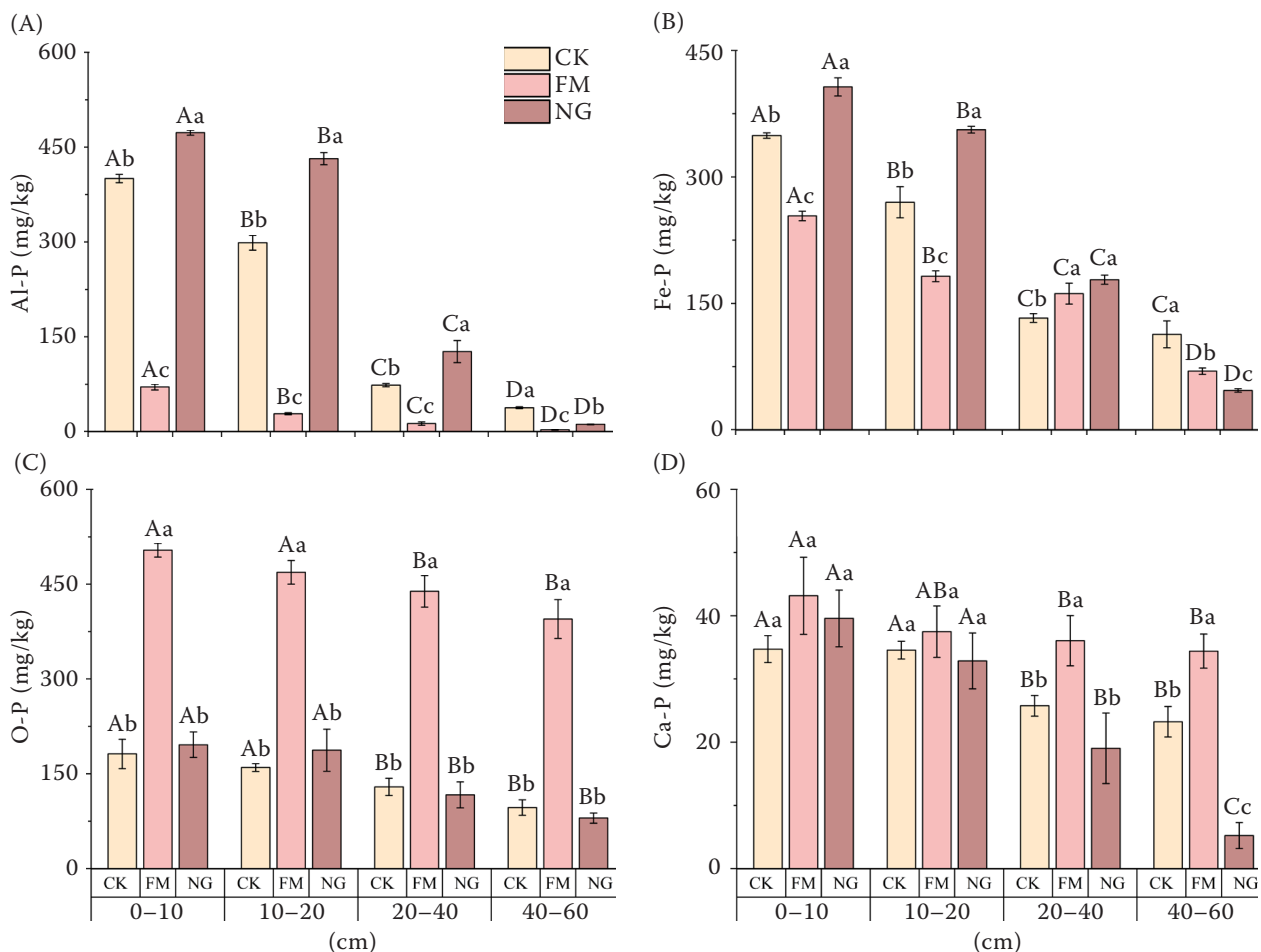 (A)
600
450
300
150
0
Al-P (mg/kg)
CK
FM
NG
Ab
Ac
Aa
Bb
Bc
Ba
Cb
Cc
Ca
Da
Dc
Db
(B)
450
300
150
0
Fe-P (mg/kg)
Ab
Ac
Aa
Bb
Bc
Ba
Cb
Ca
Ca
Ca
Db
Dc
(C)
600
450
300
150
0
O-P (mg/kg)
Ab
Aa
Ab
Ab
Aa
Ab
Bb
Ba
Bb
Bb
Ba
Bb
CK FM NG CK FM NG CK FM NG CK FM NG
0–10 10–20 20–40 40–60
(cm)
(D)
60
40
20
0
Ca-P (mg/kg)
Aa
Aa
Aa
Aa
ABa
Aa
Bb
Ba
Bb
Bb
Ba
Cc
CK FM NG CK FM NG CK FM NG CK FM NG
0–10 10–20 20–40 40–60
(cm)